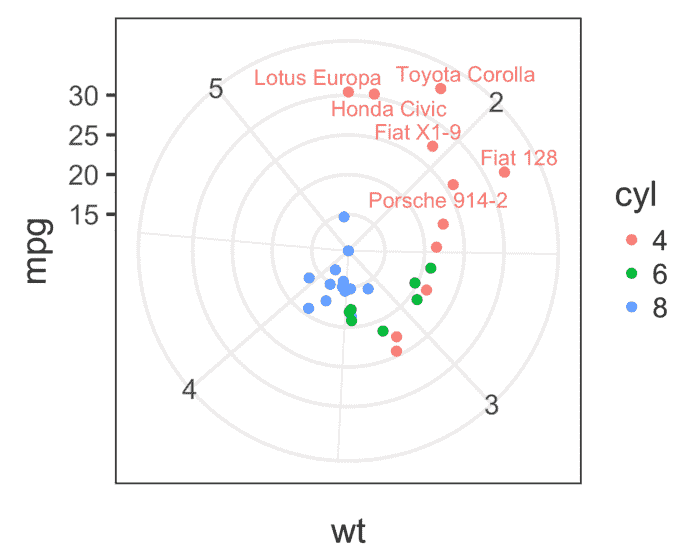 Lotus Europa
Toyota Corolla
Honda Civic
Fiat X1-9
Fiat 128
Porsche 914-2
5
2
4
3
30
25
20
15
mpg
wt
cyl
4
6
8